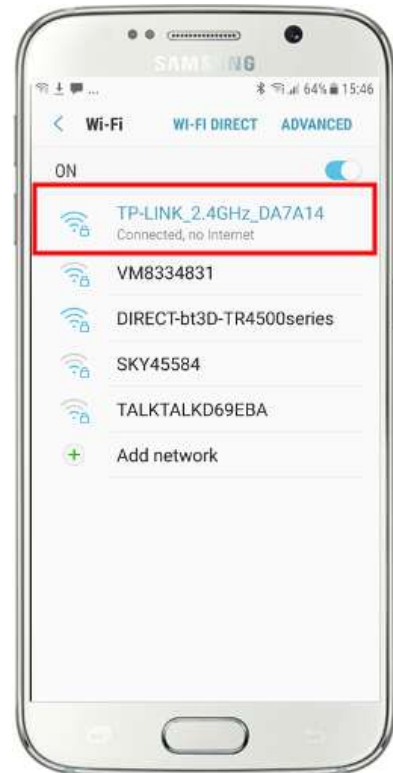 SAMSUNG
... 64% 15:46
< Wi-Fi WI-FI DIRECT ADVANCED
ON
TP-LINK_2.4GHz_DA7A14
Connected, no Internet
VM8334831
DIRECT-bt3D-TR4500series
SKY45584
TALKTALKD69EBA
+ Add network